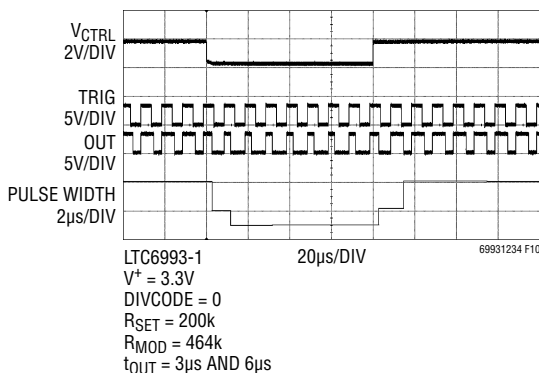 VCTRL
2V/DIV
TRIG
5V/DIV
OUT
5V/DIV
PULSE WIDTH
2µs/DIV
LTC6993-1
20µs/DIV
69931234 F10
V+ = 3.3V
DIVCODE = 0
RSET = 200k
RMOD = 464k
tOUT = 3µs AND 6µs